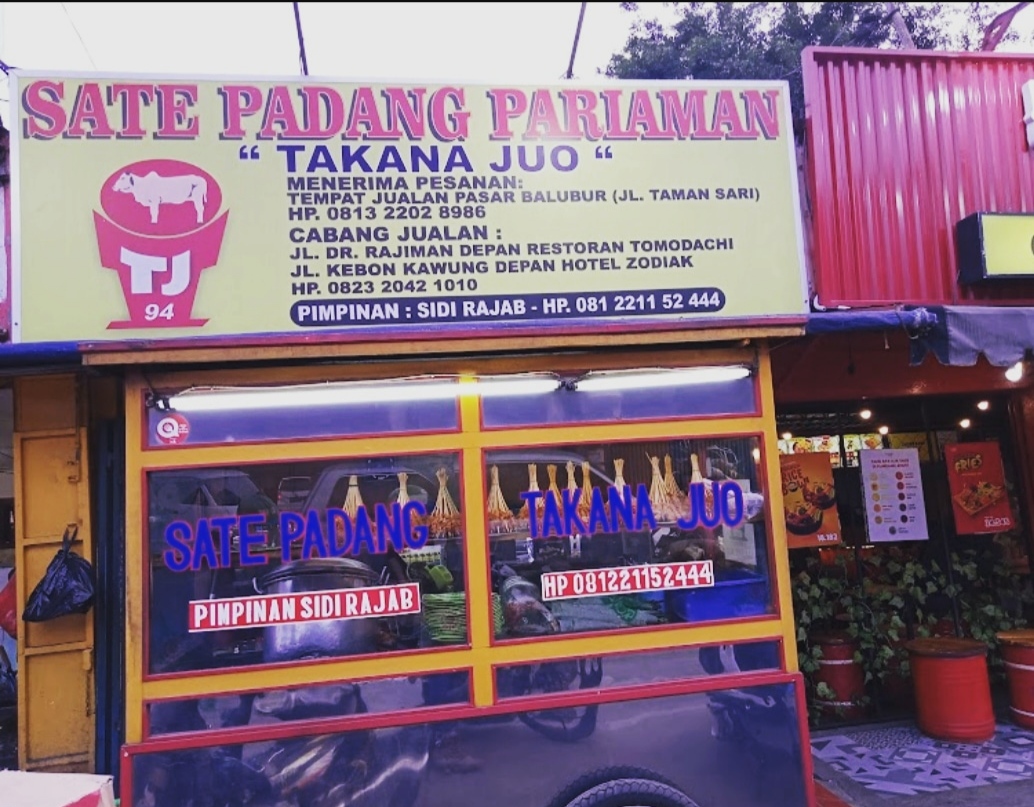 SATE PADANG PARIAMAN
“ TAKANA JUO “
MENERIMA PESANAN:
TEMPAT JUALAN PASAR BALUBUR (JL. TAMAN SARI)
HP. 0813 2202 8986
CABANG JUALAN :
JL. DR. RAJIMAN DEPAN RESTORAN TOMODACHI
JL. KEBON KAWUNG DEPAN HOTEL ZODIAK
HP. 0823 2042 1010
PIMPINAN : SIDI RAJAB - HP. 081 2211 52 444
TJ
94
SATE PADANG
TAKANA JUO
PIMPINAN SIDI RAJAB
HP 081221152444
FRIES